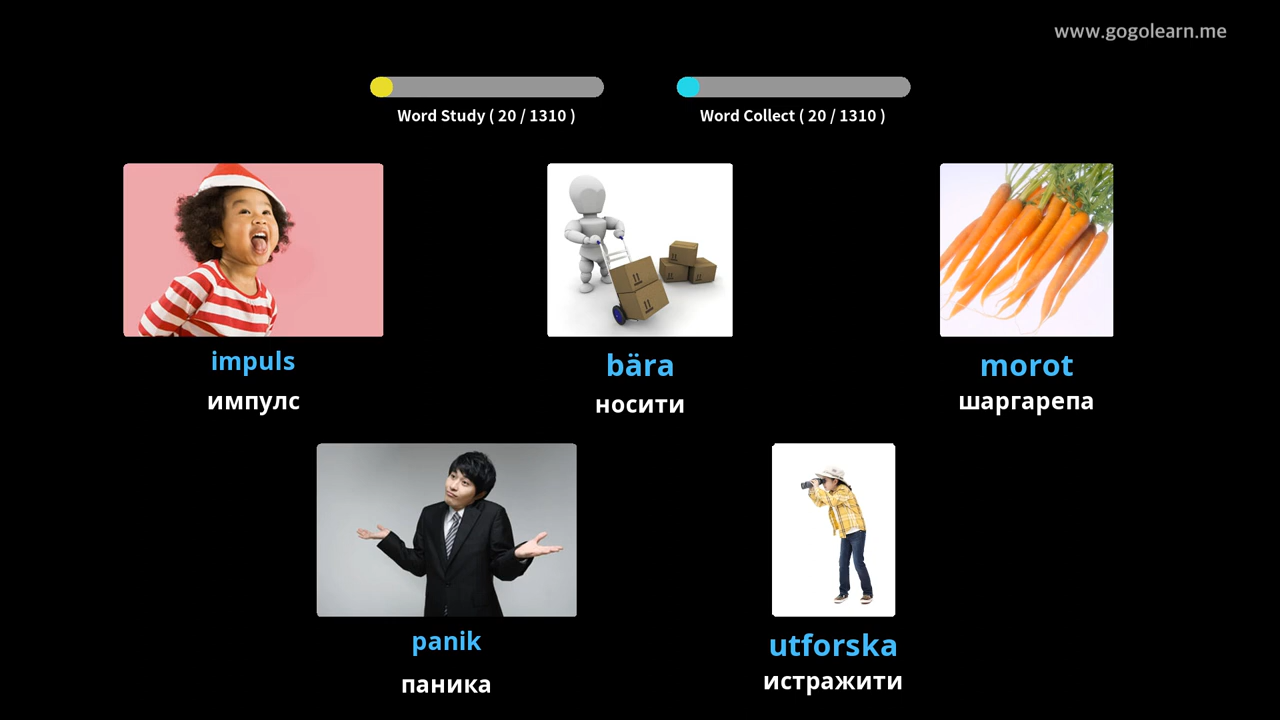 www.gogolearn.me
Word Study ( 20 / 1310 )
Word Collect ( 20 / 1310 )
impuls
импулс
bära
носити
morot
шаргарепа
panik
паника
utforska
истражити